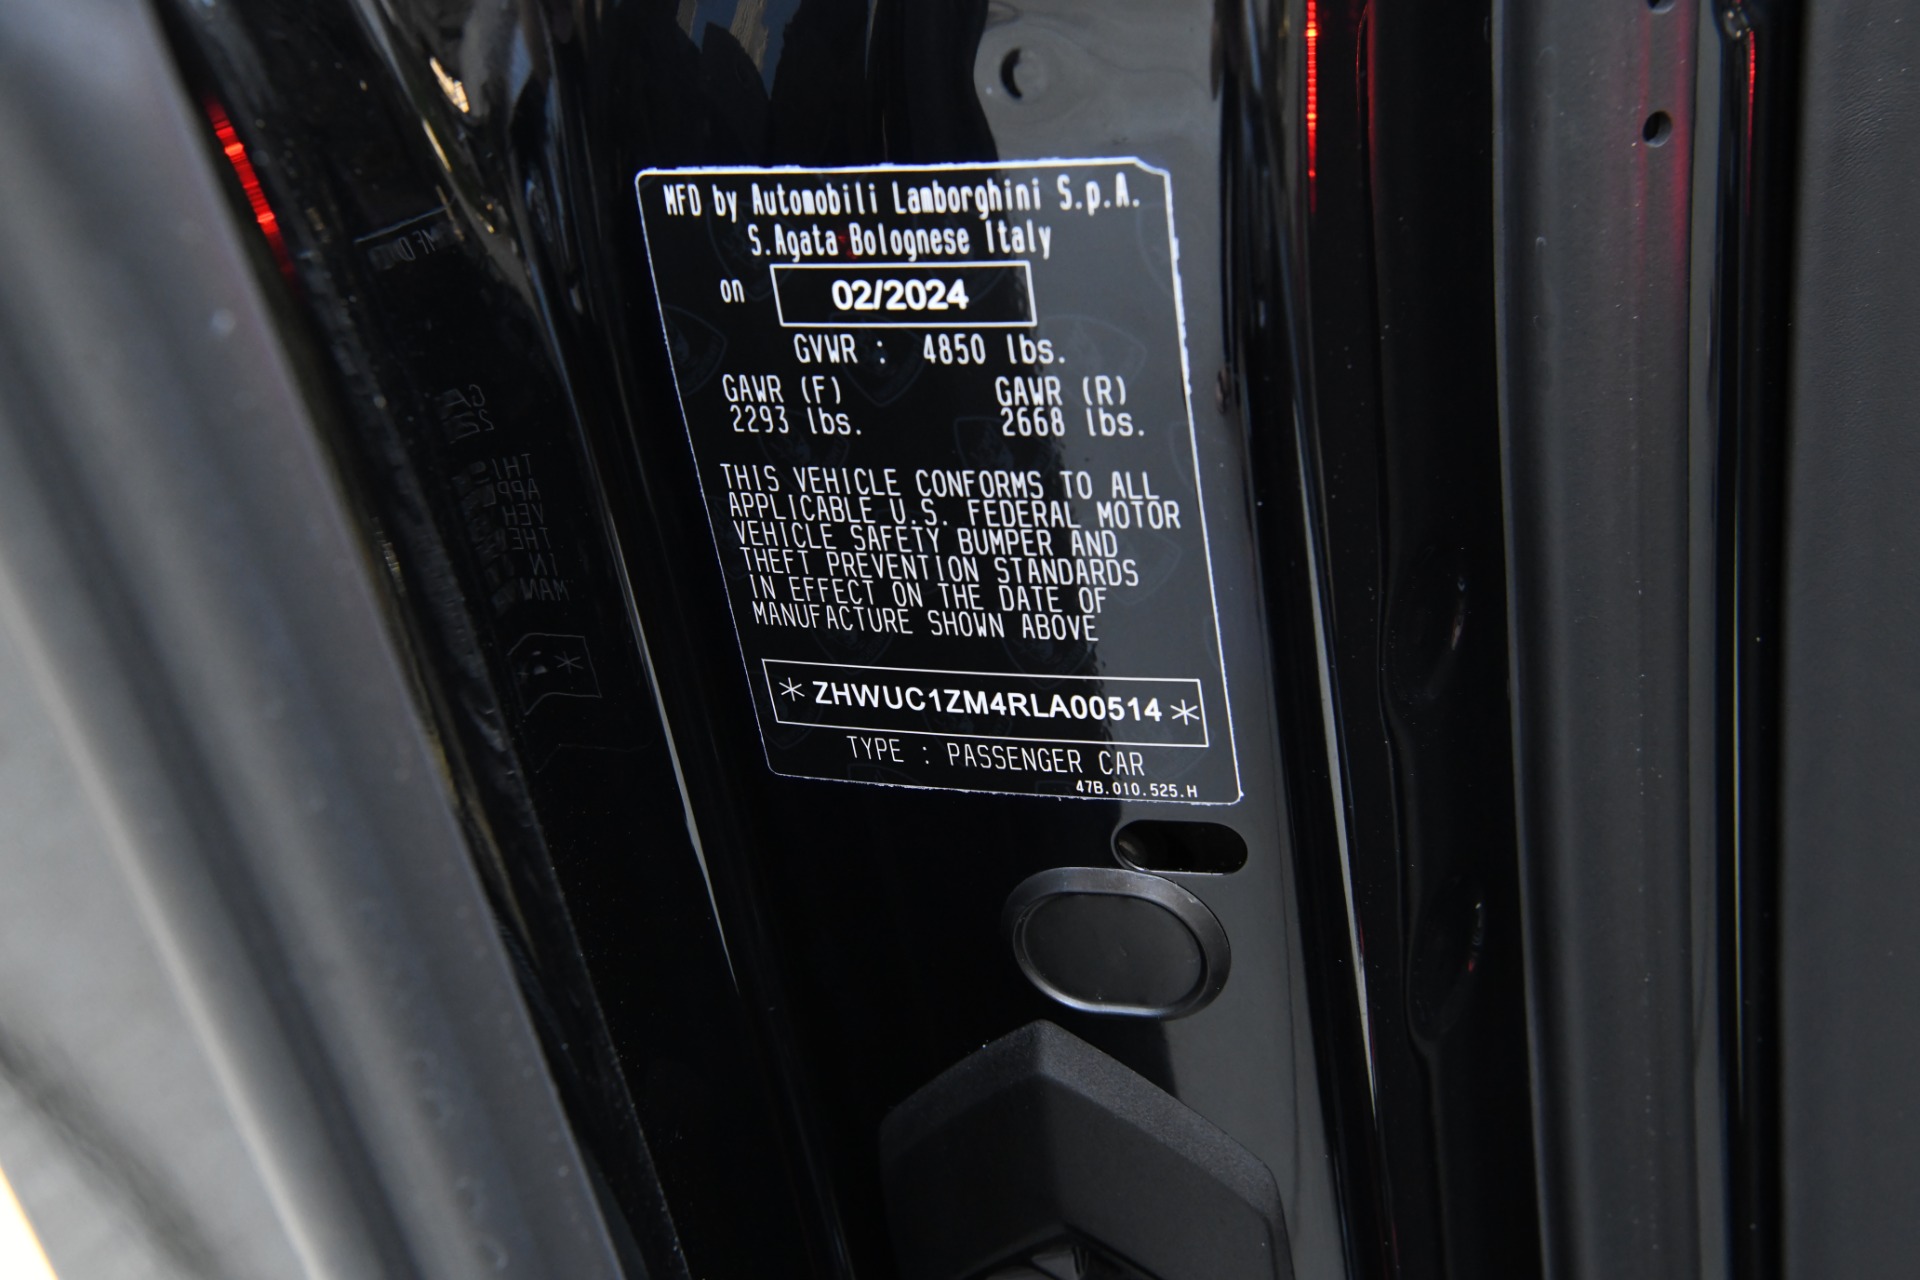 MFD by Automobili Lamborghini S.p.A.
S.Agata Bolognese Italy
on 02/2024
GVWR : 4850 lbs.
GAWR (F) GAWR (R)
2293 lbs. 2668 lbs.
THIS VEHICLE CONFORMS TO ALL
APPLICABLE U.S. FEDERAL MOTOR
VEHICLE SAFETY BUMPER AND
THEFT PREVENTION STANDARDS
IN EFFECT ON THE DATE OF
MANUFACTURE SHOWN ABOVE
* ZHWUC1ZM4RLA00514 *
TYPE : PASSENGER CAR
47B.010.525.H